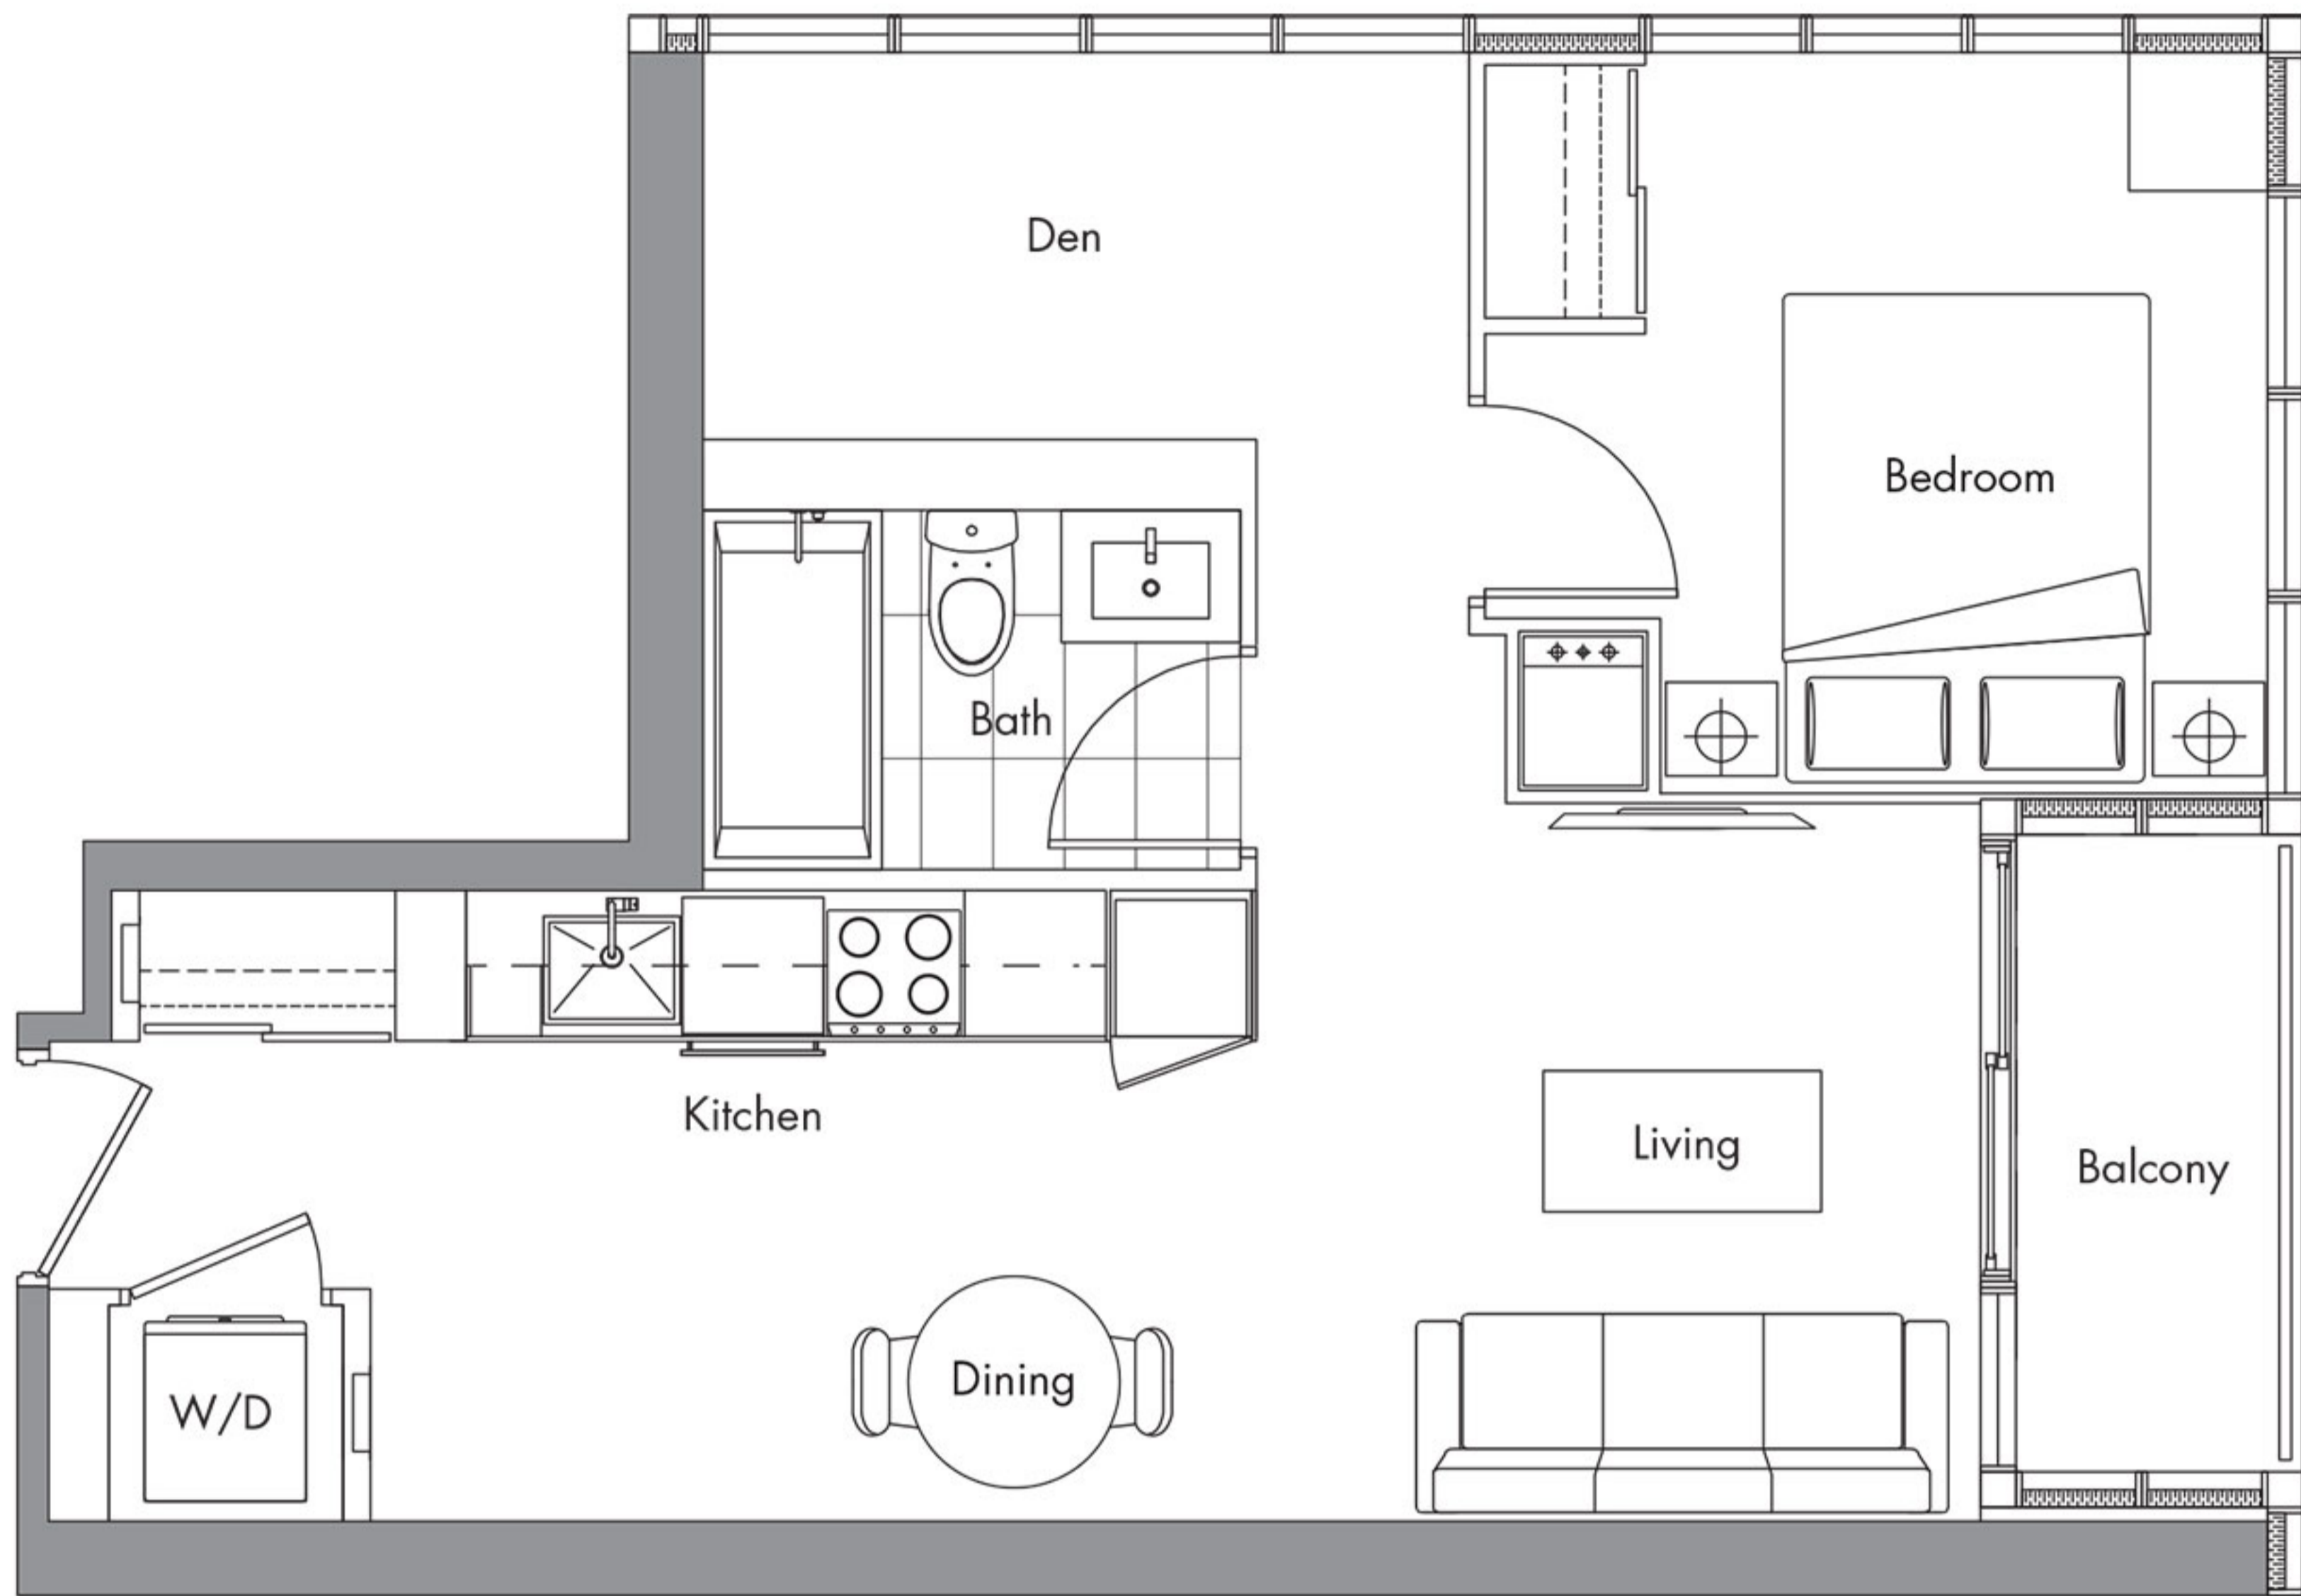 Den
Bedroom
Bath
Kitchen
Living
Balcony
Dining
W/D